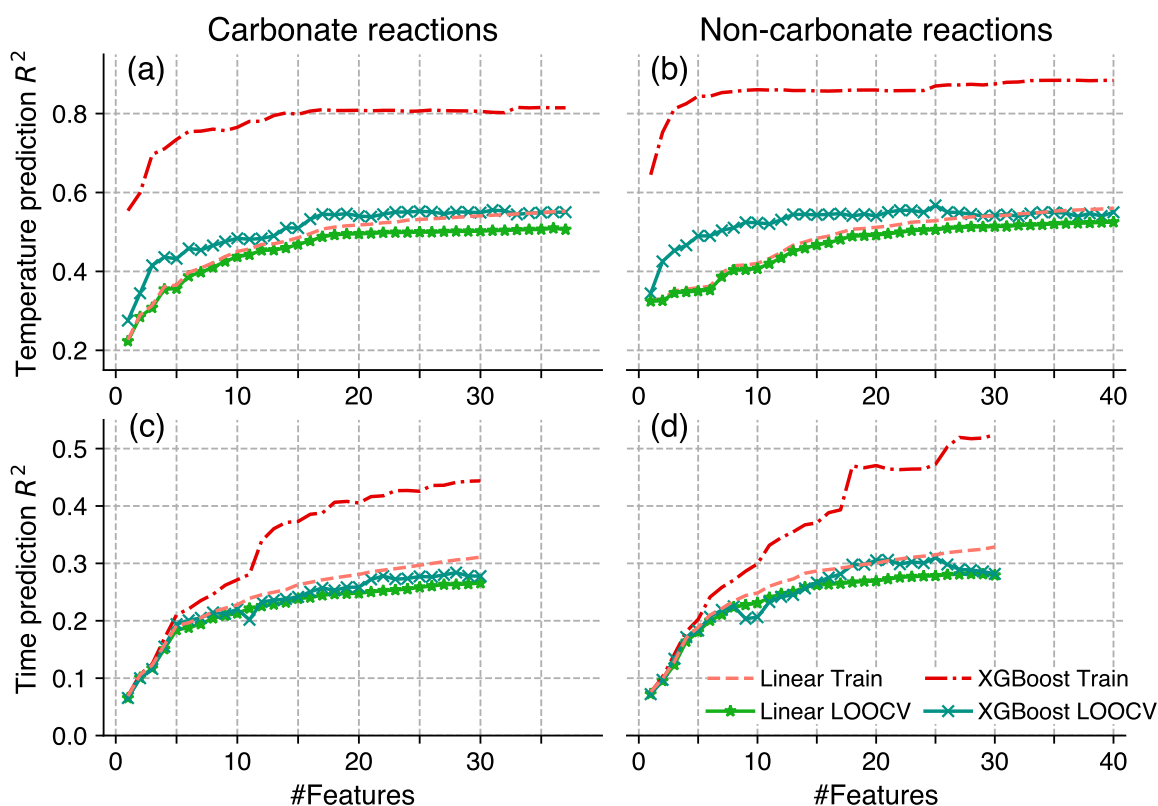 Carbonate reactions
Non-carbonate reactions
Temperature prediction R²
(a)
0.8
0.6
0.4
0.2
0 10 20 30
(b)
0 10 20 30 40
Time prediction R²
(c)
0.5
0.4
0.3
0.2
0.1
0.0
0 10 20 30
#Features
(d)
Linear Train
XGBoost Train
Linear LOOCV
XGBoost LOOCV
0 10 20 30 40
#Features